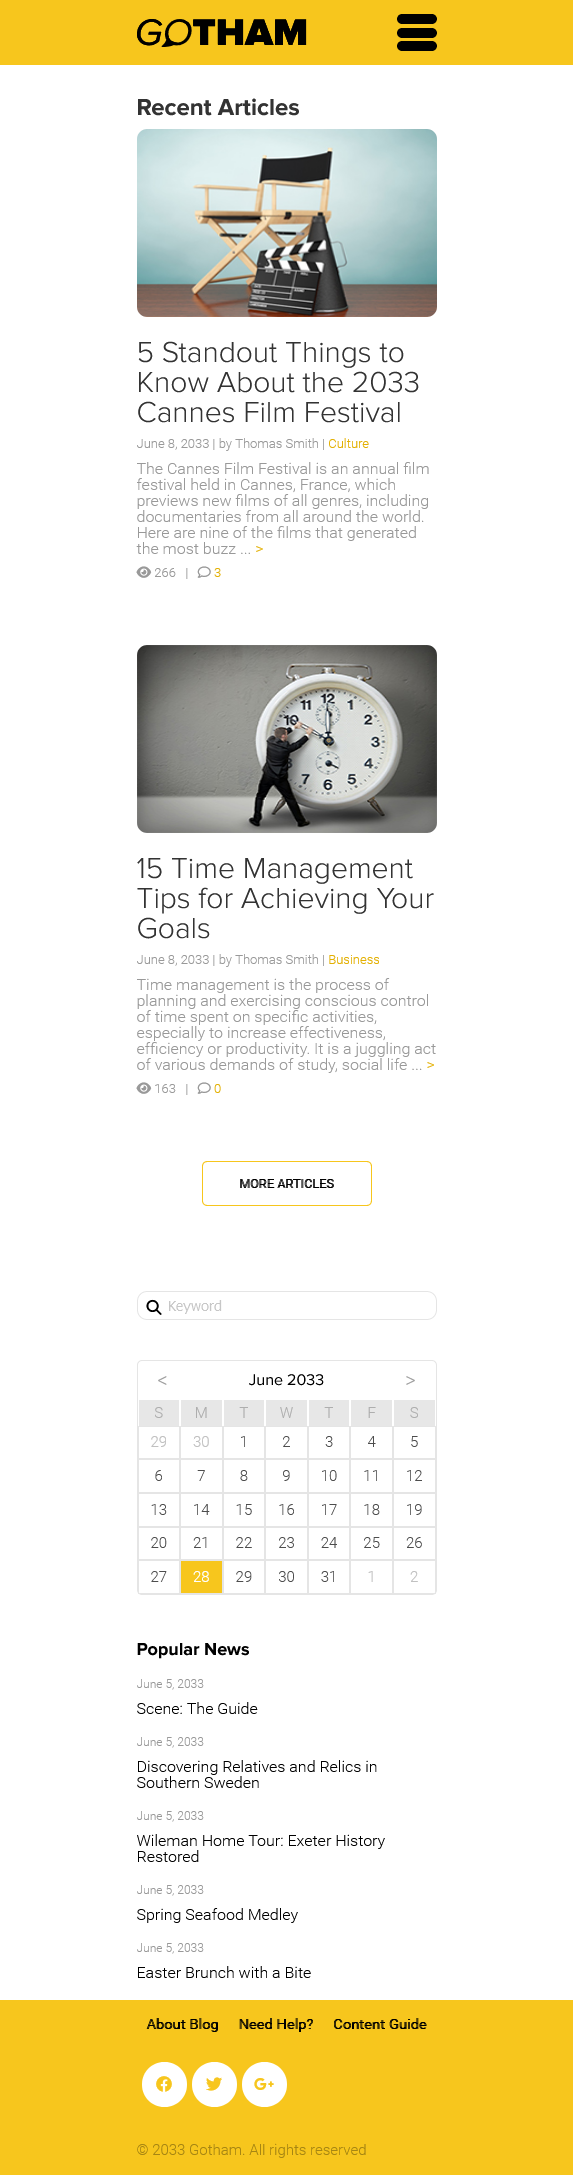 GOTHAM
Recent Articles
5 Standout Things to
Know About the 2033
Cannes Film Festival
June 8, 2033 | by Thomas Smith | Culture
The Cannes Film Festival is an annual film
festival held in Cannes, France, which
previews new films of all genres, including
documentaries from all around the world.
Here are nine of the films that generated
the most buzz ... >
266 | 3
15 Time Management
Tips for Achieving Your
Goals
June 8, 2033 | by Thomas Smith | Business
Time management is the process of
planning and exercising conscious control
of time spent on specific activities,
especially to increase effectiveness,
efficiency or productivity. It is a juggling act
of various demands of study, social life ... >
163 | 0
MORE ARTICLES
Keyword
< June 2033 >
S M T W T F S
29 30 1 2 3 4 5
6 7 8 9 10 11 12
13 14 15 16 17 18 19
20 21 22 23 24 25 26
27 28 29 30 31 1 2
Popular News
June 5, 2033
Scene: The Guide
June 5, 2033
Discovering Relatives and Relics in
Southern Sweden
June 5, 2033
Wileman Home Tour: Exeter History
Restored
June 5, 2033
Spring Seafood Medley
June 5, 2033
Easter Brunch with a Bite
About Blog Need Help? Content Guide
© 2033 Gotham. All rights reserved